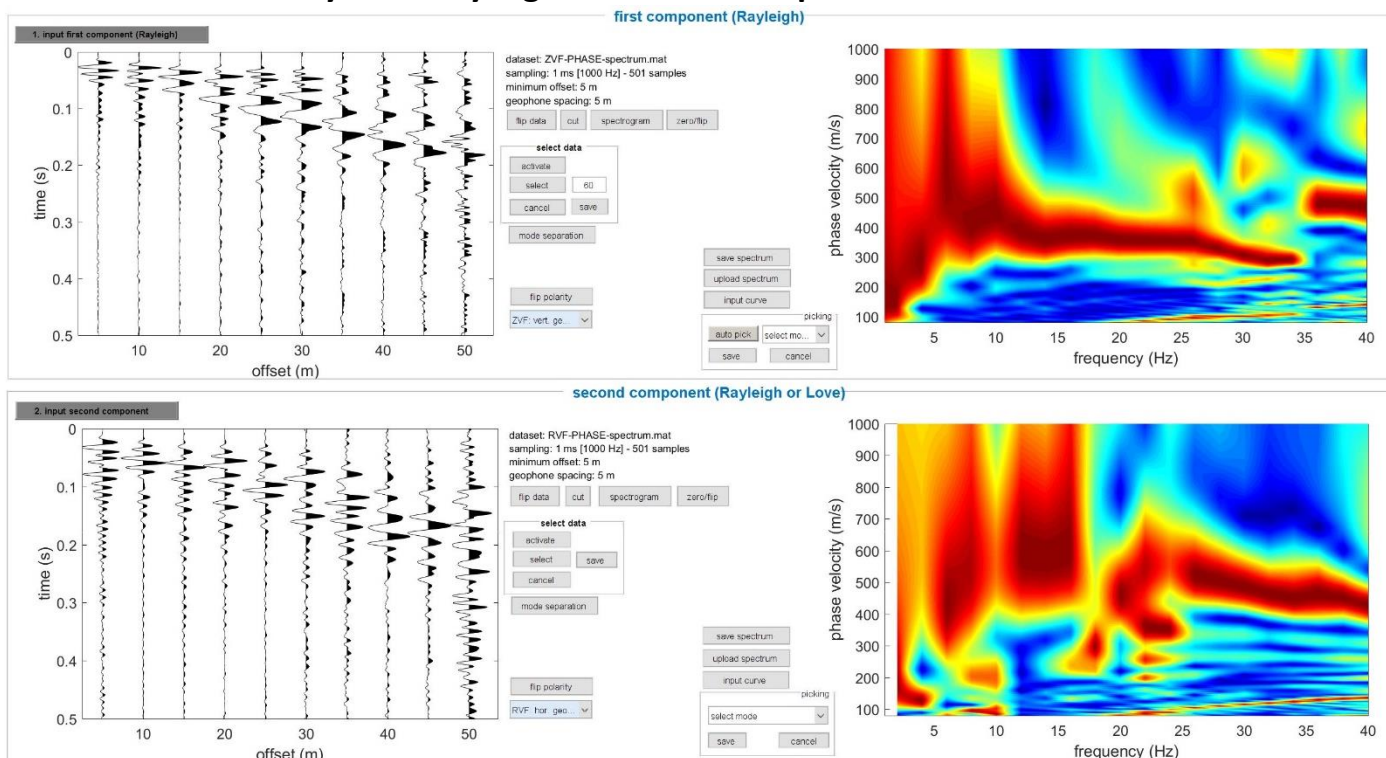 first component (Rayleigh)
1. input first component (Rayleigh)
dataset: ZVF-PHASE-spectrum.mat
sampling: 1 ms [1000 Hz] - 501 samples
minimum offset: 5 m
geophone spacing: 5 m
flip data cut spectrogram zero/flip
select data
activate
select 60
cancel save
mode separation
flip polarity
ZVF: vert. ge...
save spectrum
upload spectrum
input curve
picking
auto pick select mo...
save cancel
time (s)
0
0.1
0.2
0.3
0.4
0.5
10 20 30 40 50
offset (m)
phase velocity (m/s)
1000
900
800
700
600
500
400
300
200
100
5 10 15 20 25 30 35 40
frequency (Hz)
second component (Rayleigh or Love)
2. input second component
dataset: RVF-PHASE-spectrum.mat
sampling: 1 ms [1000 Hz] - 501 samples
minimum offset: 5 m
geophone spacing: 5 m
flip data cut spectrogram zero/flip
select data
activate
select save
cancel
mode separation
flip polarity
RVF: hor. geo...
save spectrum
upload spectrum
input curve
picking
select mode
save cancel
time (s)
0
0.1
0.2
0.3
0.4
0.5
10 20 30 40 50
offset (m)
phase velocity (m/s)
1000
900
800
700
600
500
400
300
200
100
5 10 15 20 25 30 35 40
frequency (Hz)